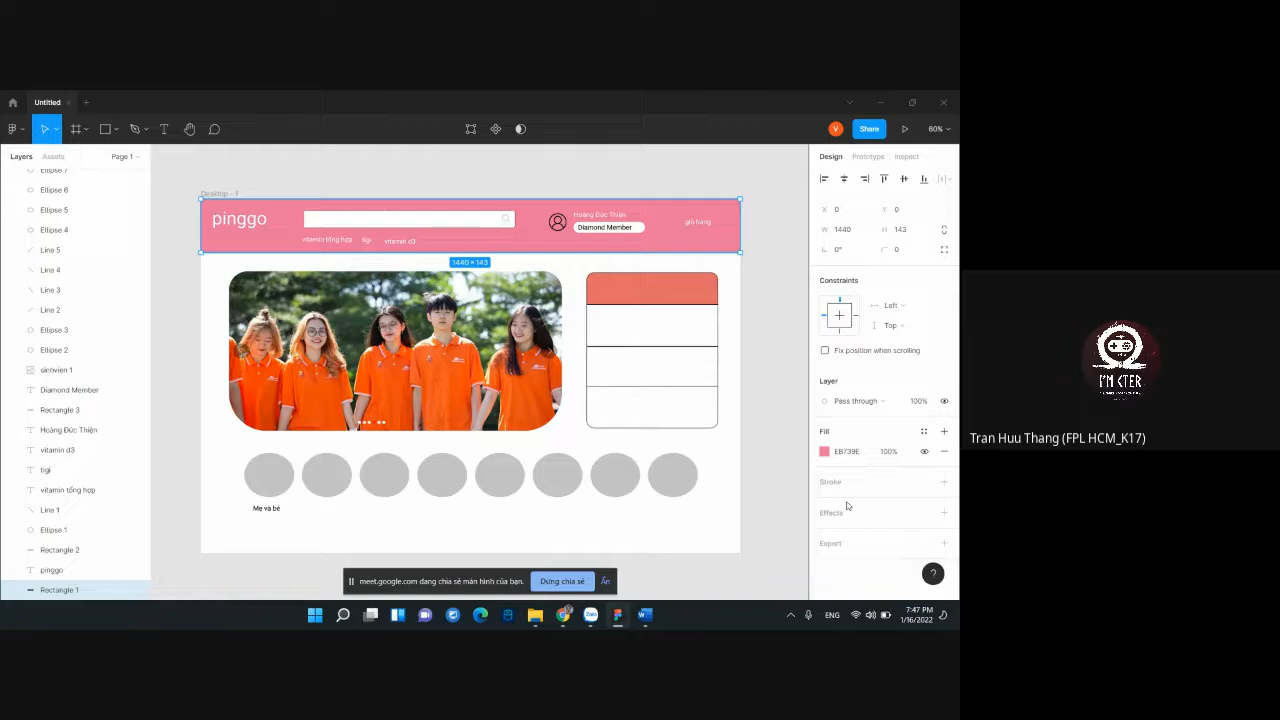 Untitled
Share
60%
Layers
Assets
Page 1
Design
Prototype
Inspect
Ellipse 7
Ellipse 6
Ellipse 5
Ellipse 4
Line 5
Line 4
Line 3
Line 2
Ellipse 3
Ellipse 2
sinhvien 1
Diamond Member
Rectangle 3
Hoàng Đức Thiện
vitamin d3
tigi
vitamin tổng hợp
Line 1
Ellipse 1
Rectangle 2
pinggo
Rectangle 1
Desktop - 1
pinggo
Hoàng Đức Thiện
Diamond Member
giỏ hàng
vitamin tổng hợp
tigi
vitamin d3
1440 × 143
Mẹ và bé
X 0
Y 0
W 1440
H 143
0°
0
Constraints
Left
Top
Fix position when scrolling
Layer
Pass through
100%
Fill
EB739E
100%
Stroke
Effects
Export
?
meet.google.com đang chia sẻ màn hình của bạn.
Dừng chia sẻ
Ẩn
ENG
7:47 PM
1/16/2022
I'M KTER
Tran Huu Thang (FPL HCM_K17)